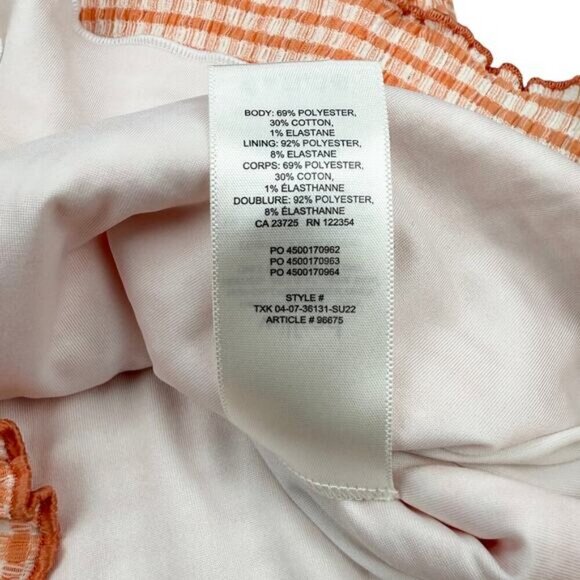 BODY: 69% POLYESTER,
30% COTTON,
1% ELASTANE
LINING: 92% POLYESTER,
8% ELASTANE
CORPS: 69% POLYESTER,
30% COTON,
1% ÉLASTHANNE
DOUBLURE: 92% POLYESTER,
8% ÉLASTHANNE
CA 23725 RN 122354
PO 4500170962
PO 4500170963
PO 4500170964
STYLE #
TXK 04-07-36131-SU22
ARTICLE # 96675